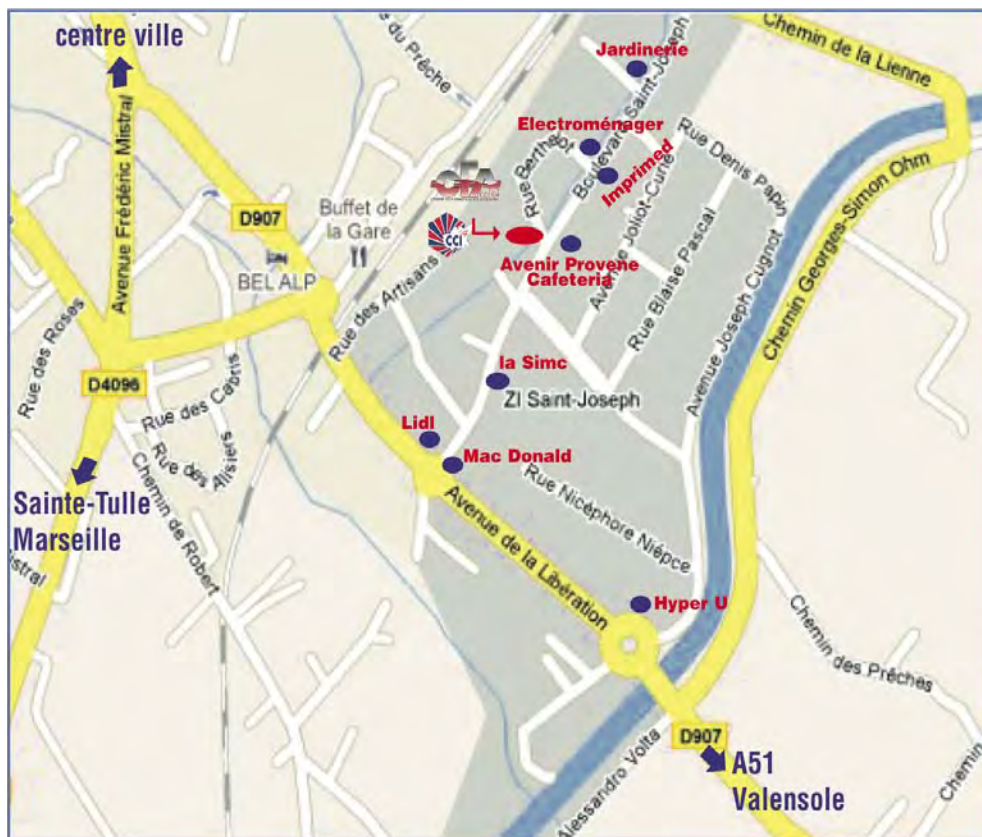 centre ville
Chemin de la Lienne
Jardinerie
Boulevard Saint-Joseph
du Prêche
Avenue Frédéric Mistral
Electroménager
Rue Berthelot
Imprimed
Rue Denis Papin
CFA
CCI
D907
Buffet de
la Gare
BEL ALP
Avenir Provene
Cafeteria
Avenue Joliot-Curie
Rue Blaise Pascal
Avenue Joseph Cugnot
Chemin Georges-Simon Ohm
Rue des Artisans
Rue des Roses
D4096
la Simc
ZI Saint-Joseph
Rue des Cabris
Rue des Alisiers
Lidl
Mac Donald
Sainte-Tulle
Marseille
Chemin de Robert
Rue Nicéphore Niépce
Avenue de la Libération
Mistral
Hyper U
Chemin des Prêches
D907
Alessandro Volta
A51
Valensole
Chemin